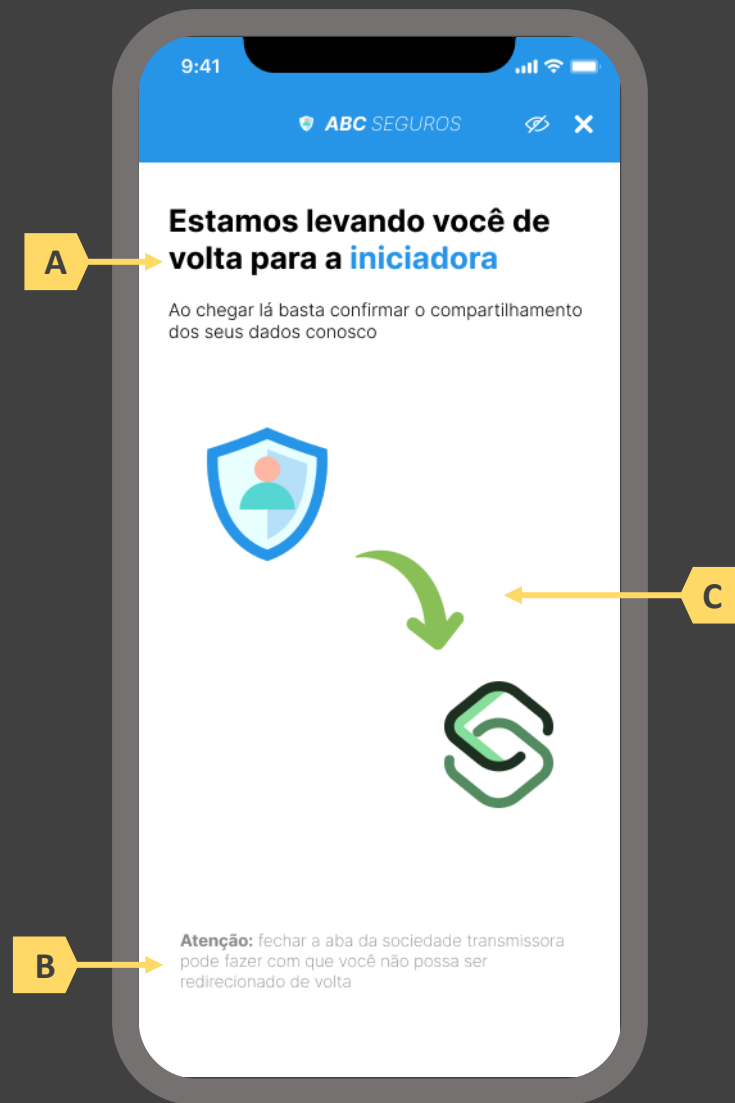 9:41
ABC SEGUROS
Estamos levando você de
A
volta para a iniciadora
Ao chegar lá basta confirmar o compartilhamento
dos seus dados conosco
C
Atenção: fechar a aba da sociedade transmissora
B
pode fazer com que você não possa ser
redirecionado de volta